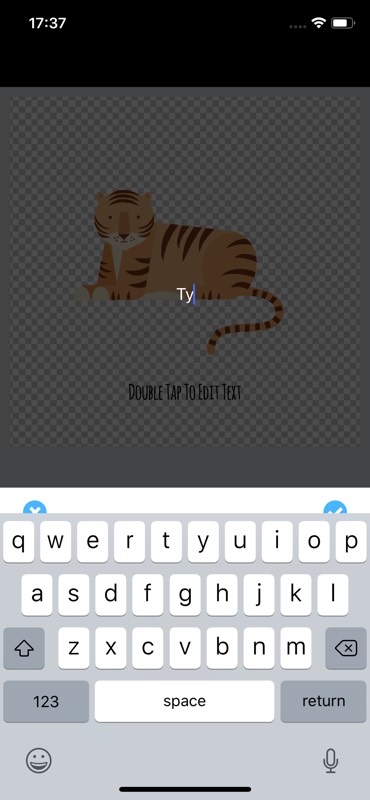 17:37
Ty
Double Tap To Edit Text
q w e r t y u i o p
a s d f g h j k l
z x c v b n m
123 space return